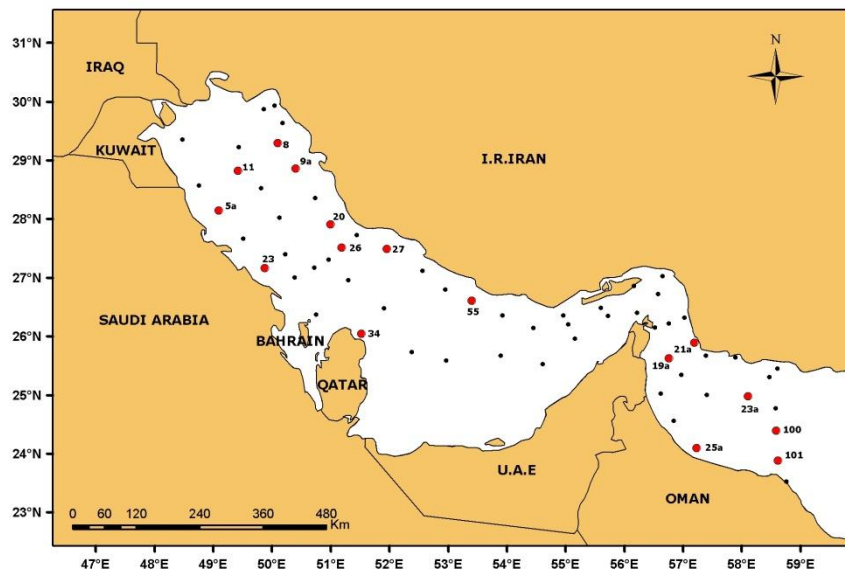 31°N
N
IRAQ
30°N
8
KUWAIT
29°N
11
9a
I.R.IRAN
5a
28°N
20
26
27
23
27°N
SAUDI ARABIA
55
26°N
BAHRAIN
34
21a
19a
QATAR
25°N
23a
100
24°N
25a
101
U.A.E
OMAN
23°N
0 60 120 240 360 480
Km
47°E 48°E 49°E 50°E 51°E 52°E 53°E 54°E 55°E 56°E 57°E 58°E 59°E